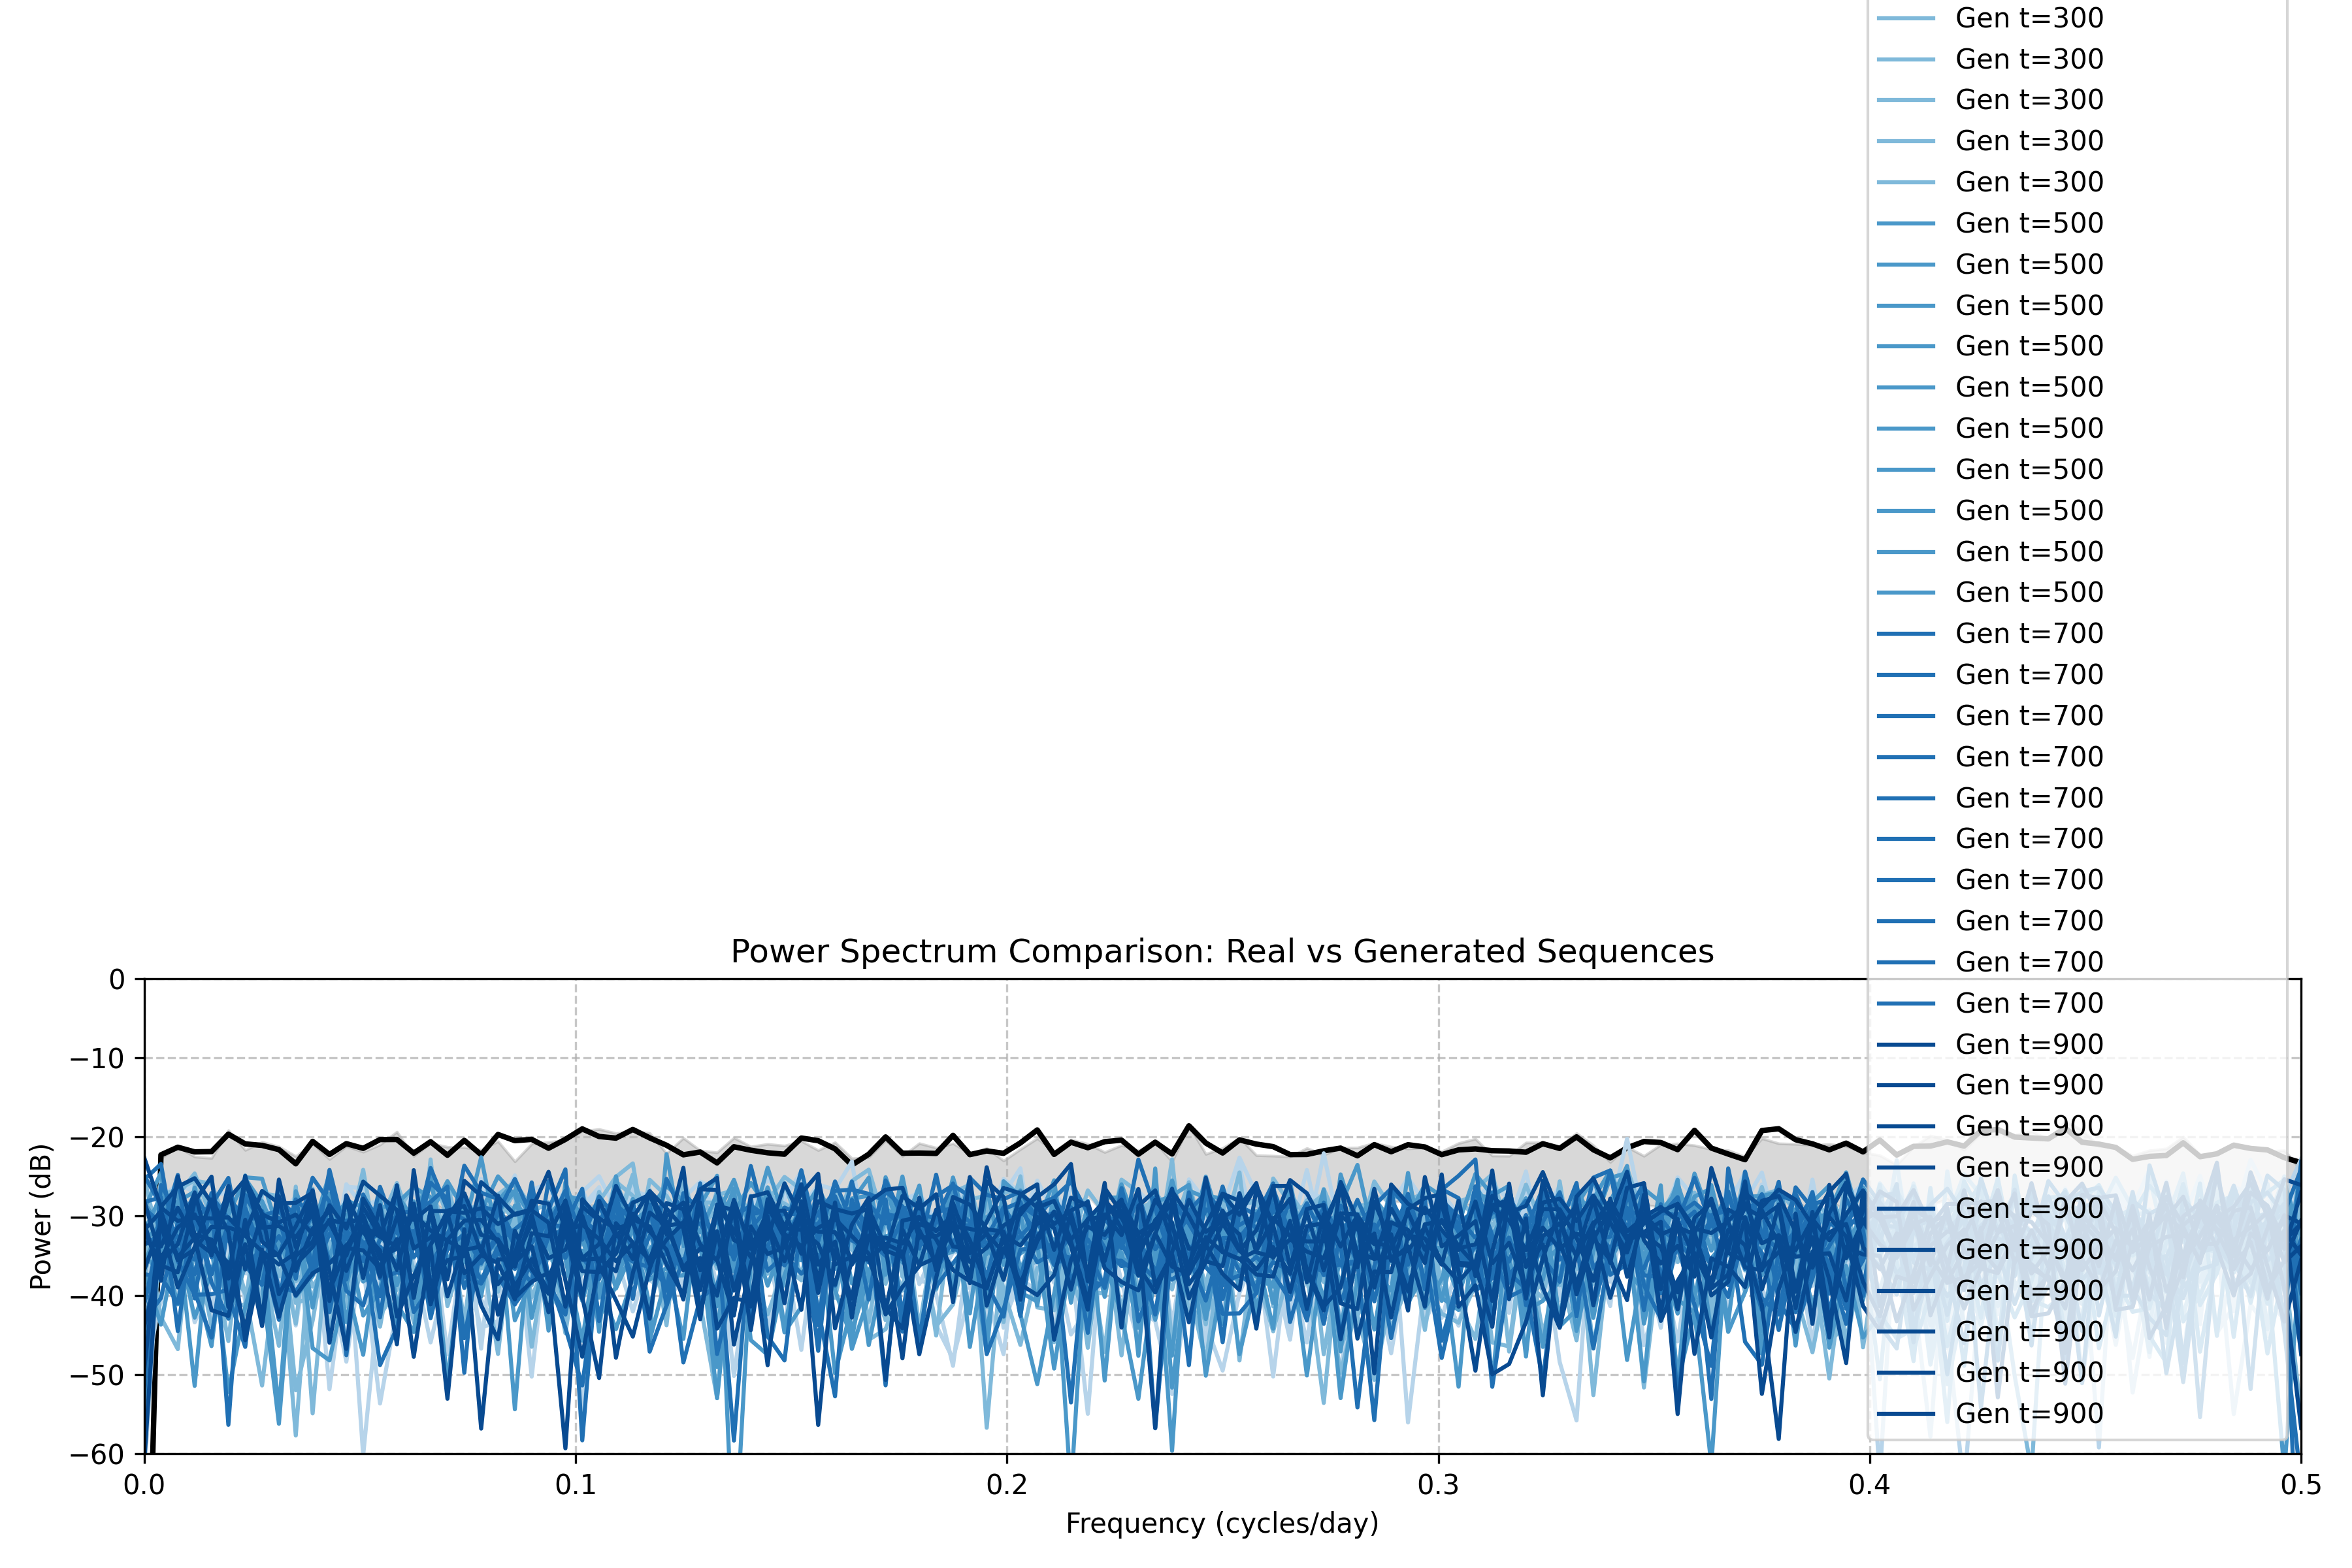 Gen t=300
Gen t=300
Gen t=300
Gen t=300
Gen t=300
Gen t=500
Gen t=500
Gen t=500
Gen t=500
Gen t=500
Gen t=500
Gen t=500
Gen t=500
Gen t=500
Gen t=500
Gen t=700
Gen t=700
Gen t=700
Gen t=700
Gen t=700
Gen t=700
Gen t=700
Gen t=700
Gen t=700
Gen t=700
Gen t=900
Gen t=900
Gen t=900
Gen t=900
Gen t=900
Gen t=900
Gen t=900
Gen t=900
Gen t=900
Gen t=900
Power Spectrum Comparison: Real vs Generated Sequences
Power (dB)
0
−10
−20
−30
−40
−50
−60
0.0
0.1
0.2
0.3
0.4
0.5
Frequency (cycles/day)